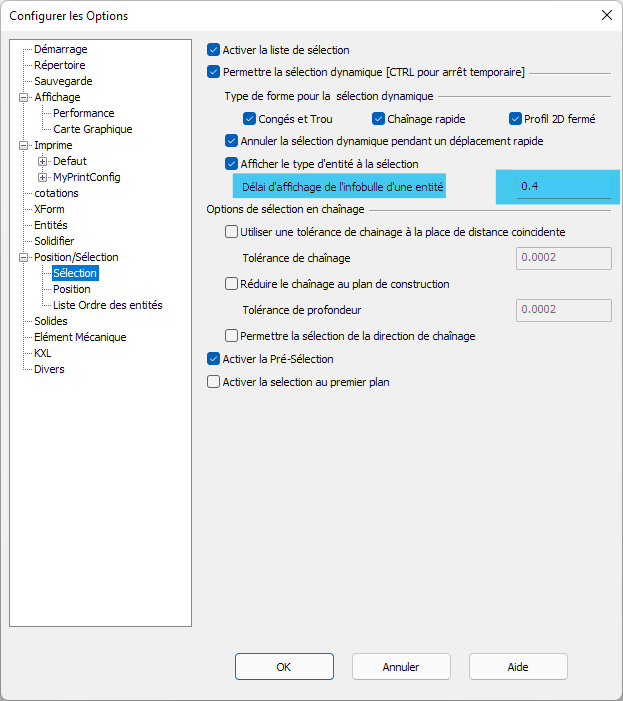 Configurer les Options
Démarrage
Répertoire
Sauvegarde
Affichage
Performance
Carte Graphique
Imprime
Defaut
MyPrintConfig
cotations
XForm
Entités
Solidifier
Position/Sélection
Sélection
Position
Liste Ordre des entités
Solides
Elément Mécanique
KXL
Divers
Activer la liste de sélection
Permettre la sélection dynamique [CTRL pour arrêt temporaire]
Type de forme pour la sélection dynamique
Congés et Trou
Chaînage rapide
Profil 2D fermé
Annuler la sélection dynamique pendant un déplacement rapide
Afficher le type d'entité à la sélection
Délai d'affichage de l'infobulle d'une entité
0.4
Options de sélection en chaînage
Utiliser une tolérance de chainage à la place de distance coincidente
Tolérance de chaînage
0.0002
Réduire le chaînage au plan de construction
Tolérance de profondeur
0.0002
Permettre la sélection de la direction de chaînage
Activer la Pré-Sélection
Activer la selection au premier plan
OK
Annuler
Aide